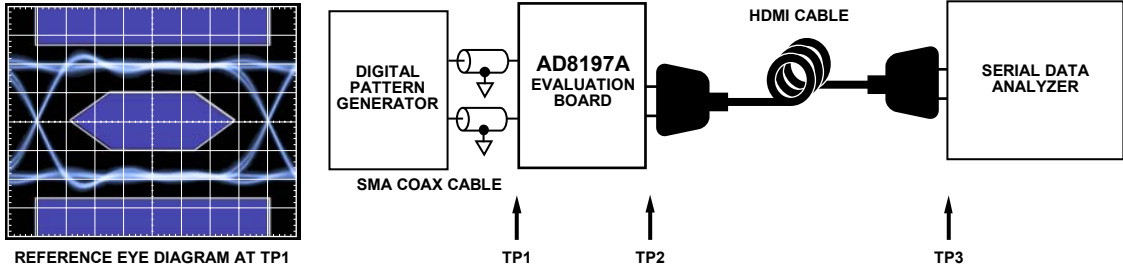 REFERENCE EYE DIAGRAM AT TP1
DIGITAL
PATTERN
GENERATOR
SMA COAX CABLE
AD8197A
EVALUATION
BOARD
HDMI CABLE
SERIAL DATA
ANALYZER
TP1
TP2
TP3